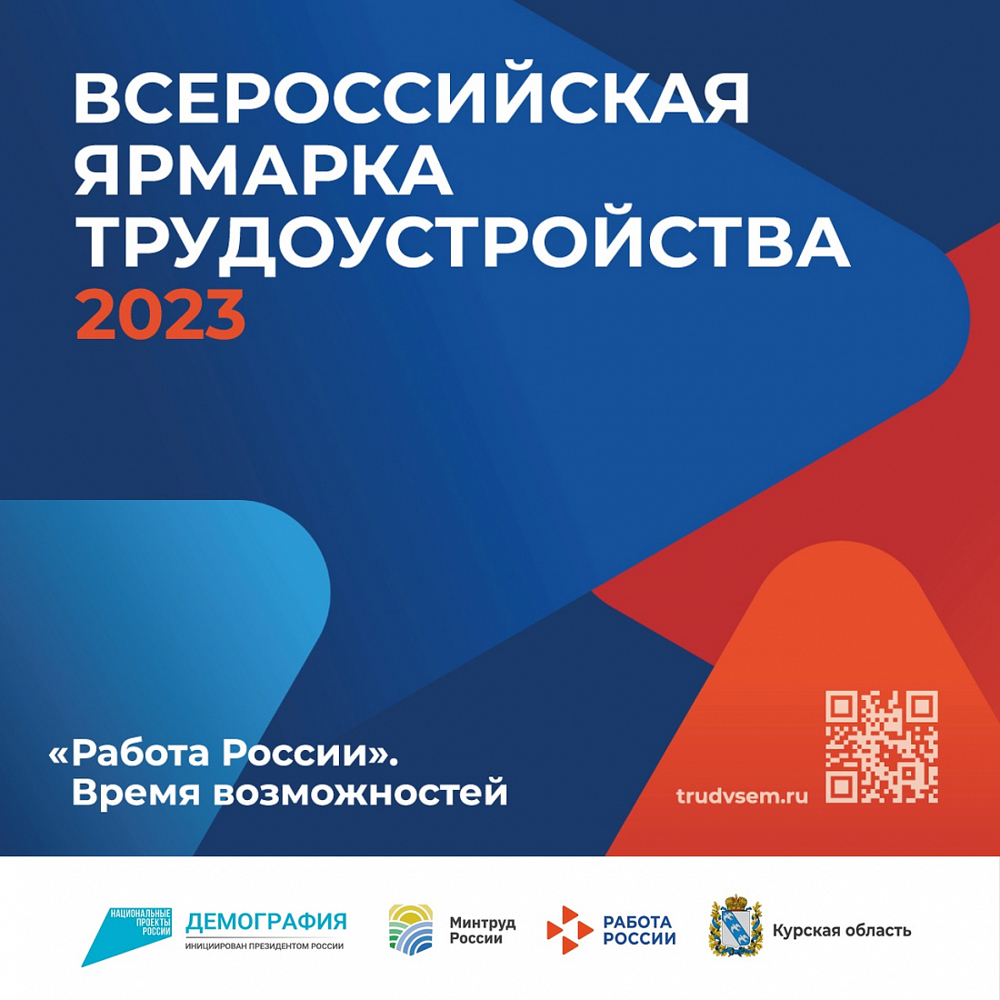 ВСЕРОССИЙСКАЯ
ЯРМАРКА
ТРУДОУСТРОЙСТВА
2023
«Работа России».
Время возможностей
trudvsem.ru
НАЦИОНАЛЬНЫЕ
ПРОЕКТЫ
РОССИИ
ДЕМОГРАФИЯ
ИНИЦИИРОВАН ПРЕЗИДЕНТОМ РОССИИ
Минтруд
России
РАБОТА
РОССИИ
Курская область